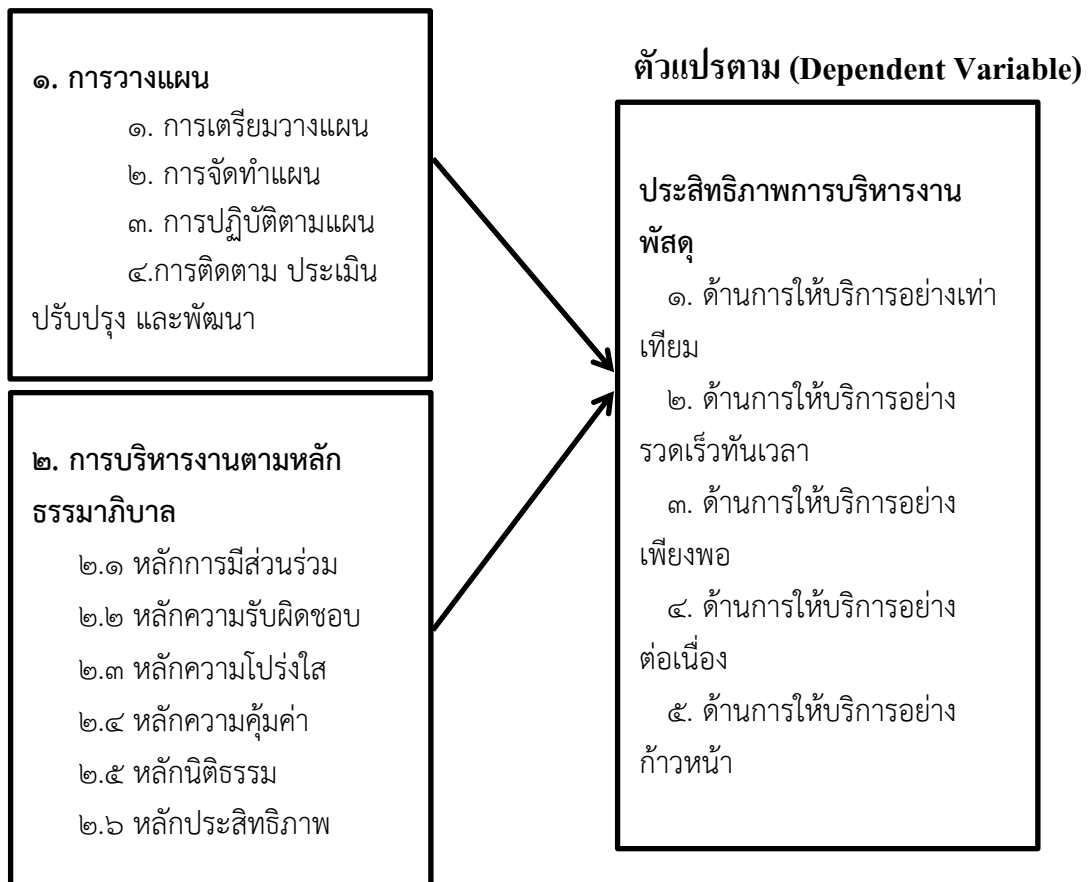 ๑. การวางแผน
๑. การเตรียมวางแผน
๒. การจัดทำแผน
๓. การปฏิบัติตามแผน
๔.การติดตาม ประเมิน
ปรับปรุง และพัฒนา
๒. การบริหารงานตามหลัก
ธรรมาภิบาล
๒.๑ หลักการมีส่วนร่วม
๒.๒ หลักความรับผิดชอบ
๒.๓ หลักความโปร่งใส
๒.๔ หลักความคุ้มค่า
๒.๕ หลักนิติธรรม
๒.๖ หลักประสิทธิภาพ
ตัวแปรตาม (Dependent Variable)
ประสิทธิภาพการบริหารงาน
พัสดุ
๑. ด้านการให้บริการอย่างเท่า
เทียม
๒. ด้านการให้บริการอย่าง
รวดเร็วทันเวลา
๓. ด้านการให้บริการอย่าง
เพียงพอ
๔. ด้านการให้บริการอย่าง
ต่อเนื่อง
๕. ด้านการให้บริการอย่าง
ก้าวหน้า